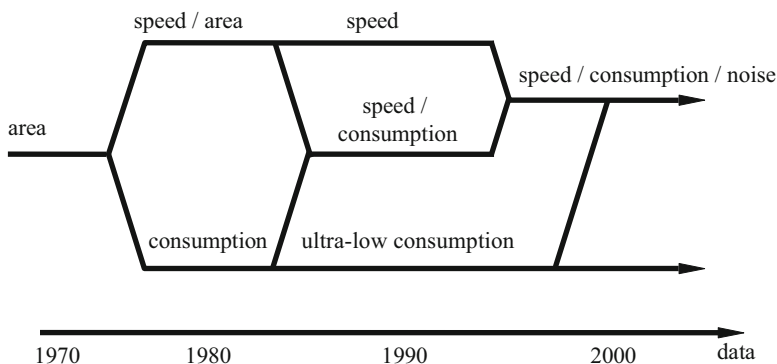 speed / area
speed
speed / consumption / noise
speed /
consumption
area
consumption
ultra-low consumption
1970
1980
1990
2000
data